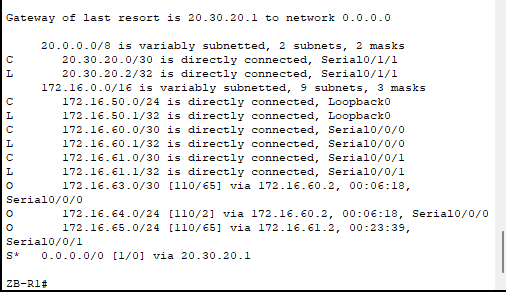 Gateway of last resort is 20.30.20.1 to network 0.0.0.0
20.0.0.0/8 is variably subnetted, 2 subnets, 2 masks
C 20.30.20.0/30 is directly connected, Serial0/1/1
L 20.30.20.2/32 is directly connected, Serial0/1/1
172.16.0.0/16 is variably subnetted, 9 subnets, 3 masks
C 172.16.50.0/24 is directly connected, Loopback0
L 172.16.50.1/32 is directly connected, Loopback0
C 172.16.60.0/30 is directly connected, Serial0/0/0
L 172.16.60.1/32 is directly connected, Serial0/0/0
C 172.16.61.0/30 is directly connected, Serial0/0/1
L 172.16.61.1/32 is directly connected, Serial0/0/1
O 172.16.63.0/30 [110/65] via 172.16.60.2, 00:06:18,
Serial0/0/0
O 172.16.64.0/24 [110/2] via 172.16.60.2, 00:06:18, Serial0/0/0
O 172.16.65.0/24 [110/65] via 172.16.61.2, 00:23:39,
Serial0/0/1
S* 0.0.0.0/0 [1/0] via 20.30.20.1
ZB-R1#